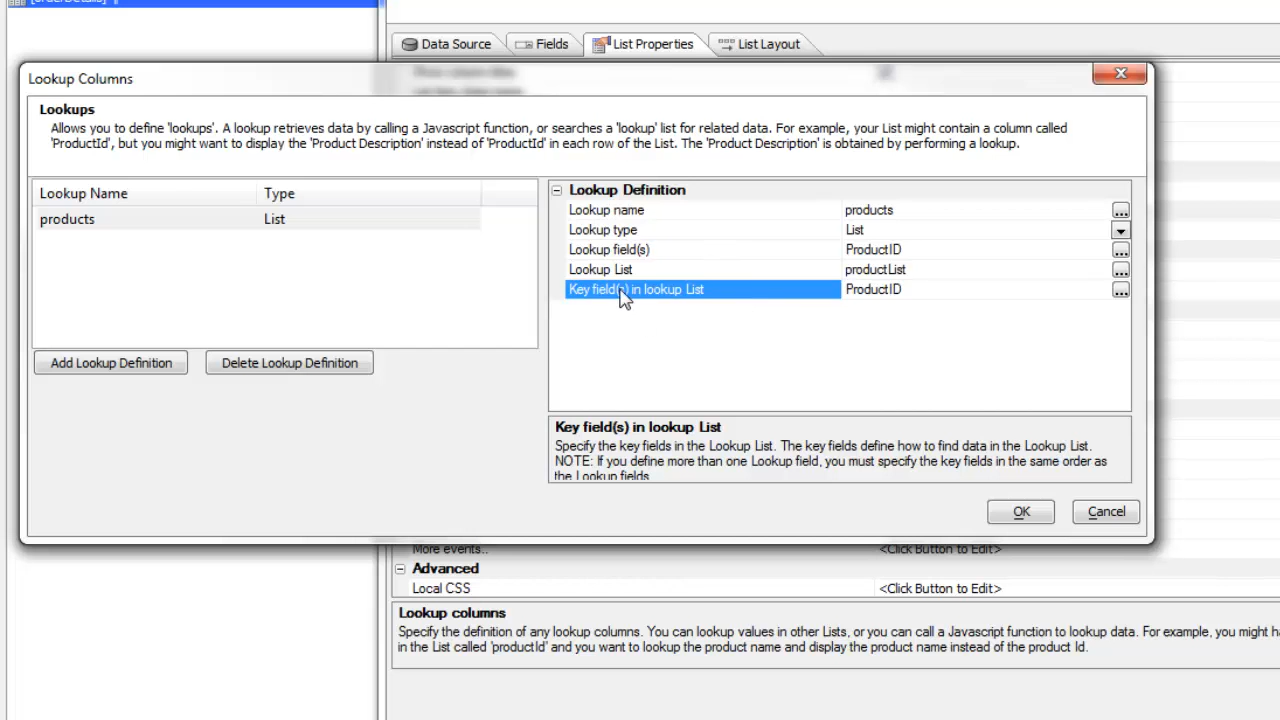 Data Source
Fields
List Properties
List Layout
Lookup Columns
Lookups
Allows you to define 'lookups'. A lookup retrieves data by calling a Javascript function, or searches a 'lookup' list for related data. For example, your List might contain a column called
'ProductId', but you might want to display the 'Product Description' instead of 'ProductId' in each row of the List. The 'Product Description' is obtained by performing a lookup.
Lookup Name Type
products List
Add Lookup Definition
Delete Lookup Definition
Lookup Definition
Lookup name products
Lookup type List
Lookup field(s) ProductID
Lookup List productList
Key field(s) in lookup List ProductID
Key field(s) in lookup List
Specify the key fields in the Lookup List. The key fields define how to find data in the Lookup List.
NOTE: If you define more than one Lookup field, you must specify the key fields in the same order as
the Lookup fields
OK
Cancel
More events.. <Click Button to Edit>
Advanced
Local CSS <Click Button to Edit>
Lookup columns
Specify the definition of any lookup columns. You can lookup values in other Lists, or you can call a Javascript function to lookup data. For example, you might h
in the List called 'productId' and you want to lookup the product name and display the product name instead of the product Id.